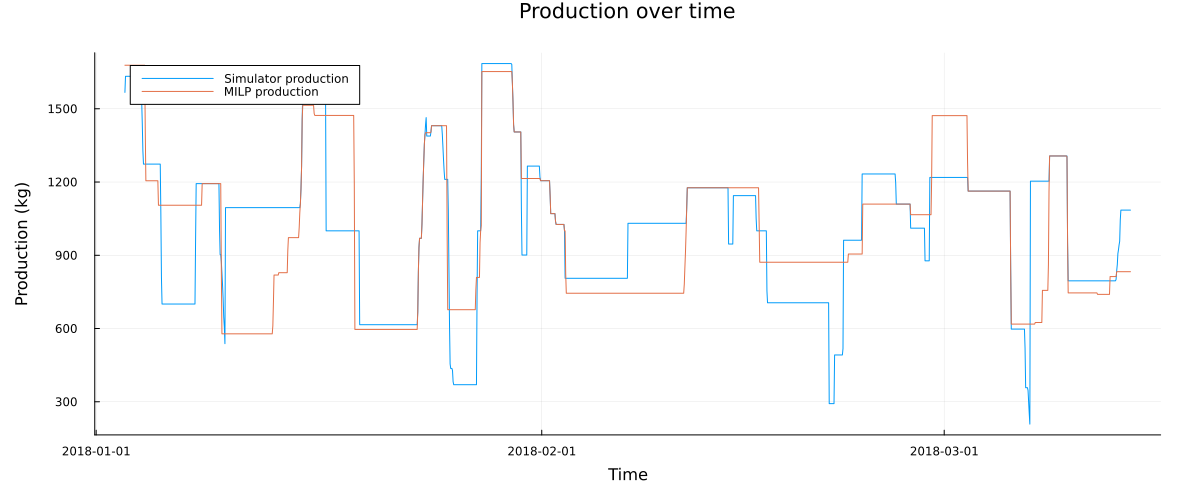 Production over time
Simulator production
MILP production
1500
1200
900
600
300
Production (kg)
2018-01-01
2018-02-01
2018-03-01
Time